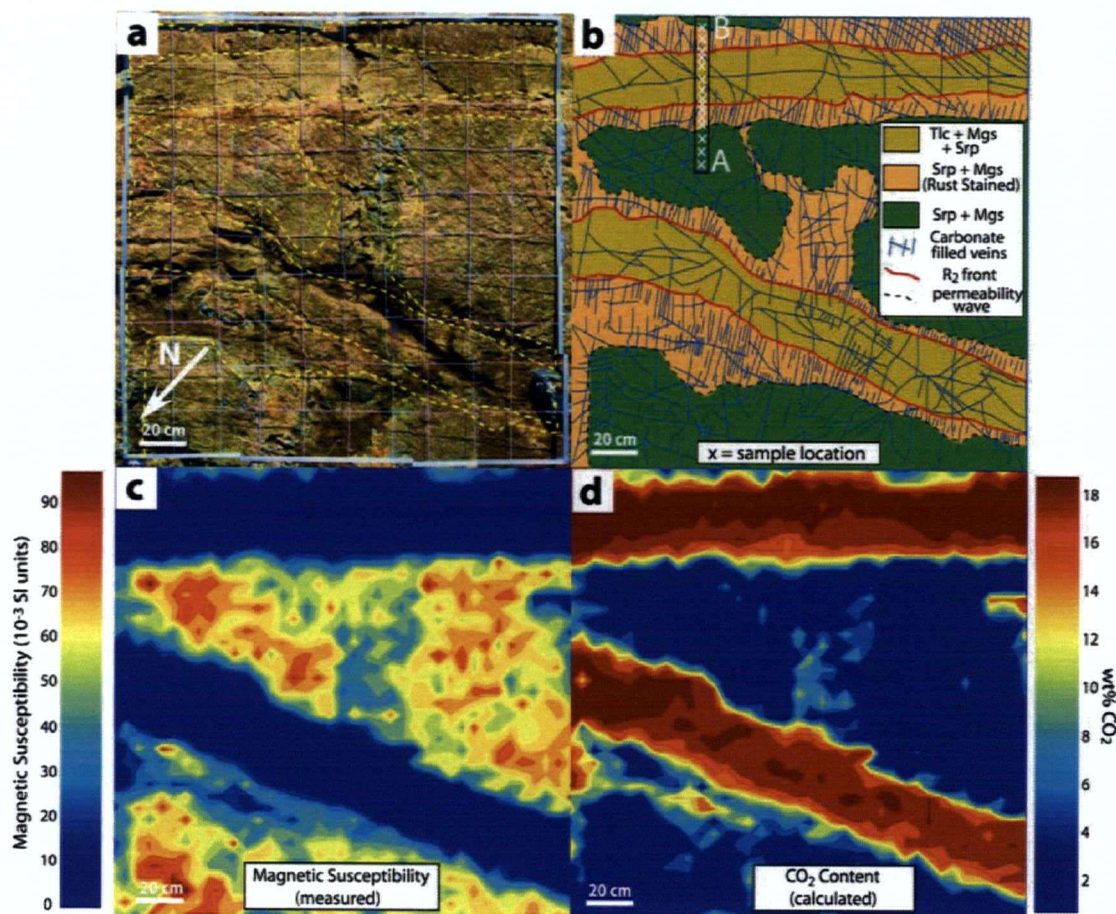 a
N
20 cm
b
B
A
Tlc + Mgs
+ Srp
Srp + Mgs
(Rust Stained)
Srp + Mgs
Carbonate
filled veins
R2 front
permeability
wave
20 cm
x = sample location
c
Magnetic Susceptibility (10-3 SI units)
90
80
70
60
50
40
30
20
10
0
20 cm
Magnetic Susceptibility
(measured)
d
20 cm
CO2 Content
(calculated)
18
16
14
12
10
8
6
4
2
wt% CO2